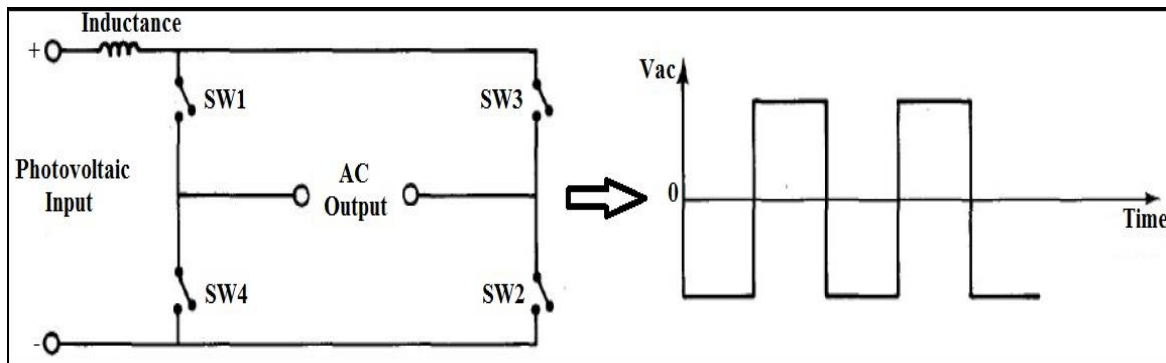 Inductance
+
SW1
SW3
Photovoltaic
Input
AC
Output
SW4
SW2
-
Vac
0
Time